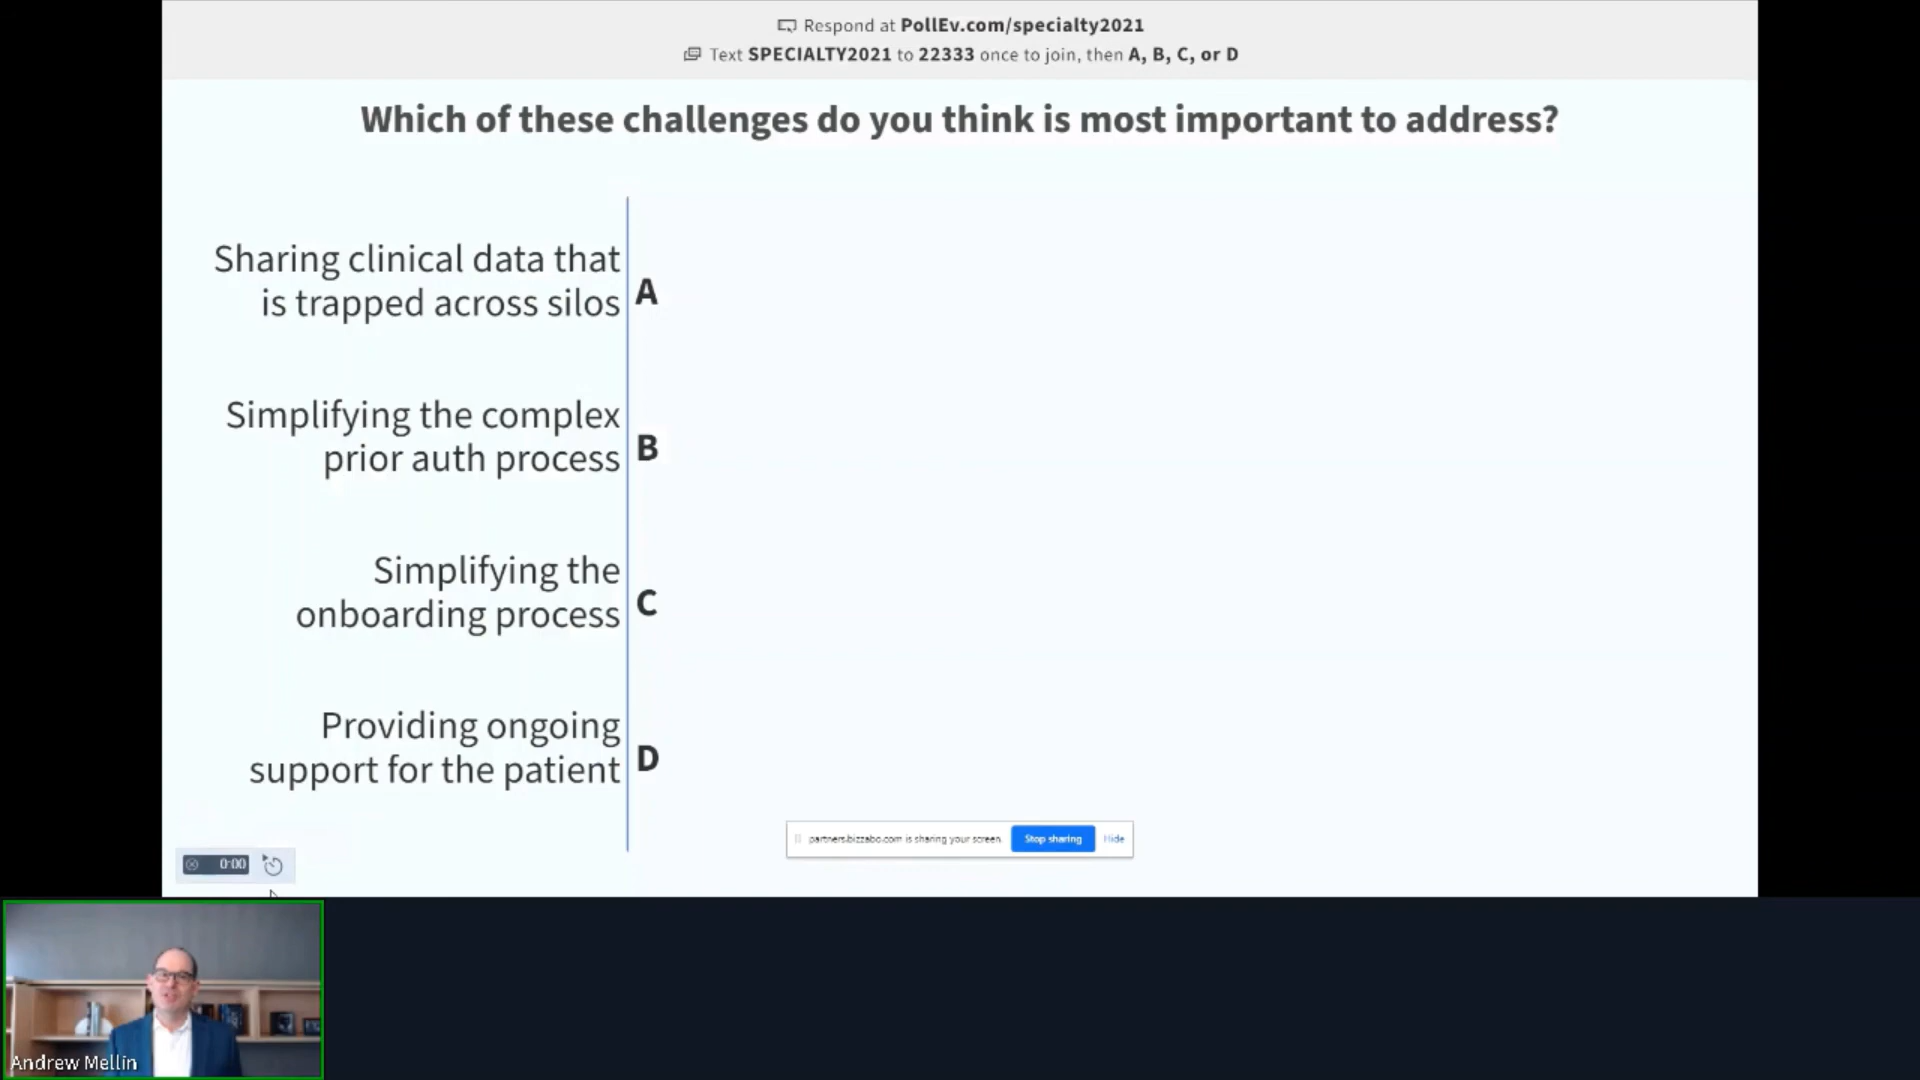 Respond at PollEv.com/specialty2021
Text SPECIALTY2021 to 22333 once to join, then A, B, C, or D
Which of these challenges do you think is most important to address?
Sharing clinical data that
is trapped across silos
A
Simplifying the complex
prior auth process
B
Simplifying the
onboarding process
C
Providing ongoing
support for the patient
D
partners.bizzabo.com is sharing your screen.
Stop sharing
Hide
0:00
Andrew Mellin